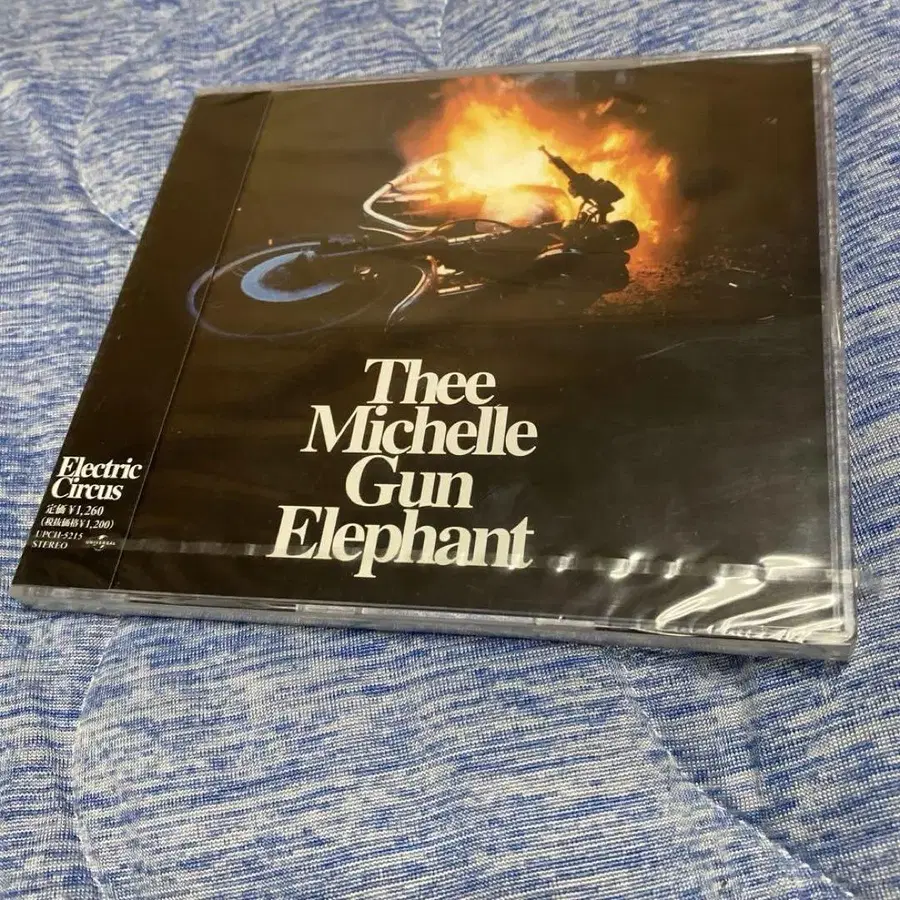 Thee
Michelle
Gun
Elephant
Electric
Circus
定価 ¥1,260
(税抜価格¥1,200)
UPCH-5215
STEREO
UNIVERSAL